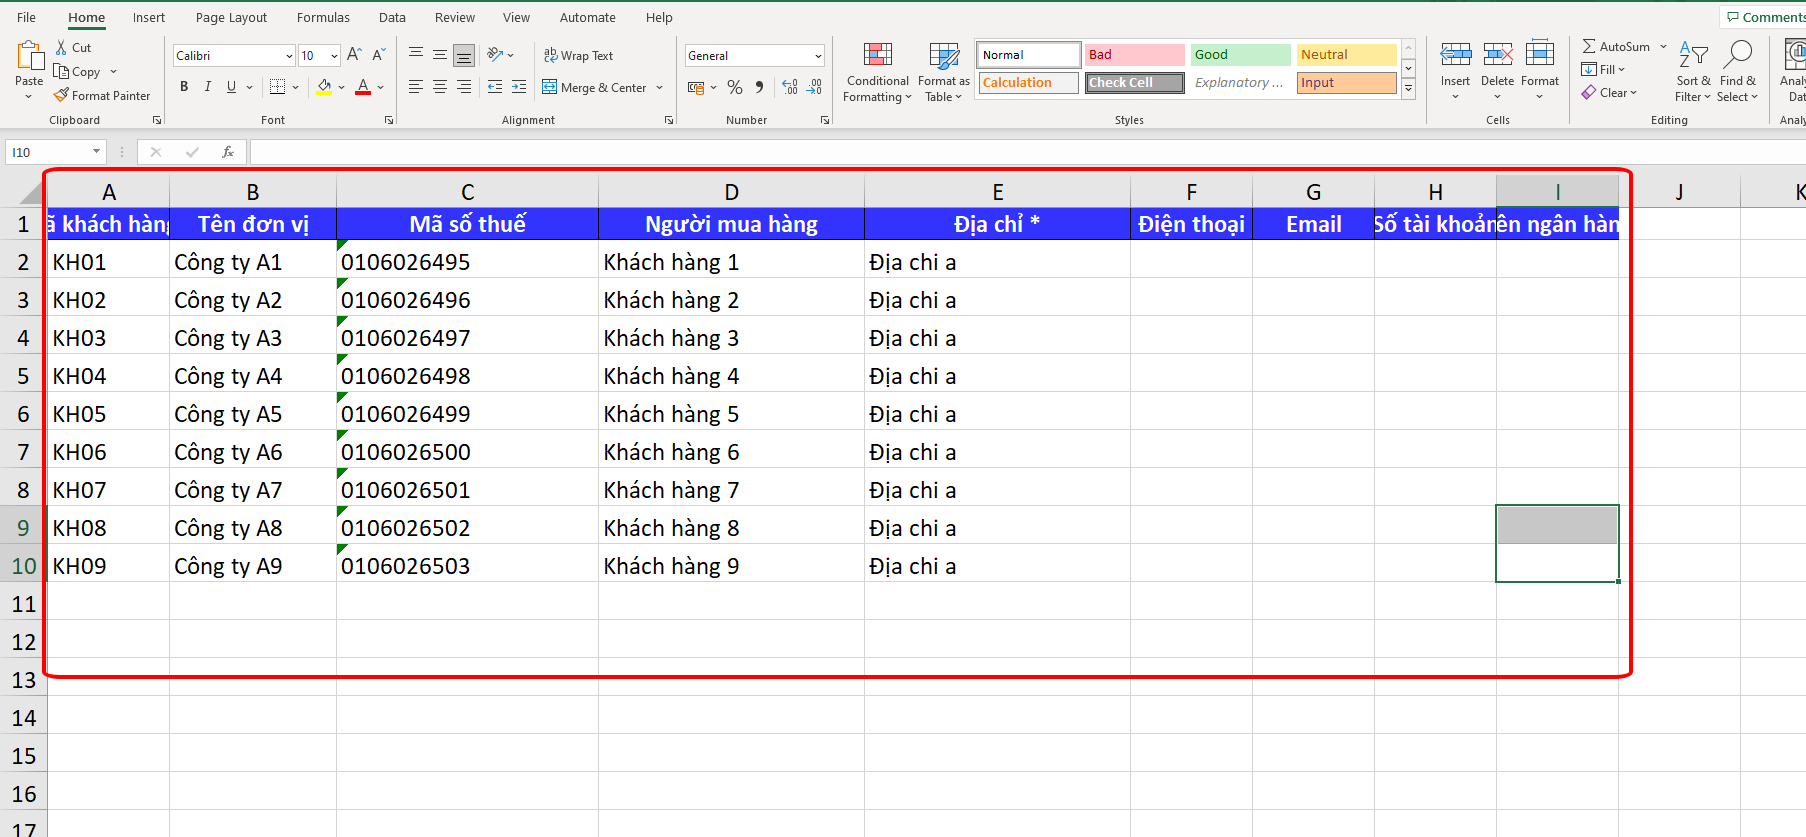 File Home Insert Page Layout Formulas Data Review View Automate Help Comments
Paste Cut Copy Format Painter Clipboard
Calibri 10 B I U Font
Wrap Text Merge & Center Alignment
General % Number
Conditional Formatting Format as Table
Normal Bad Good Neutral
Calculation Check Cell Explanatory ... Input
Styles
Insert Delete Format Cells
AutoSum Fill Clear Sort & Filter Find & Select Editing
I10 fx
A B C D E F G H I J K
1 ã khách hàng Tên đơn vị Mã số thuế Người mua hàng Địa chỉ * Điện thoại Email Số tài khoản ên ngân hàn
2 KH01 Công ty A1 0106026495 Khách hàng 1 Địa chi a
3 KH02 Công ty A2 0106026496 Khách hàng 2 Địa chi a
4 KH03 Công ty A3 0106026497 Khách hàng 3 Địa chi a
5 KH04 Công ty A4 0106026498 Khách hàng 4 Địa chi a
6 KH05 Công ty A5 0106026499 Khách hàng 5 Địa chi a
7 KH06 Công ty A6 0106026500 Khách hàng 6 Địa chi a
8 KH07 Công ty A7 0106026501 Khách hàng 7 Địa chi a
9 KH08 Công ty A8 0106026502 Khách hàng 8 Địa chi a
10 KH09 Công ty A9 0106026503 Khách hàng 9 Địa chi a
11
12
13
14
15
16
17